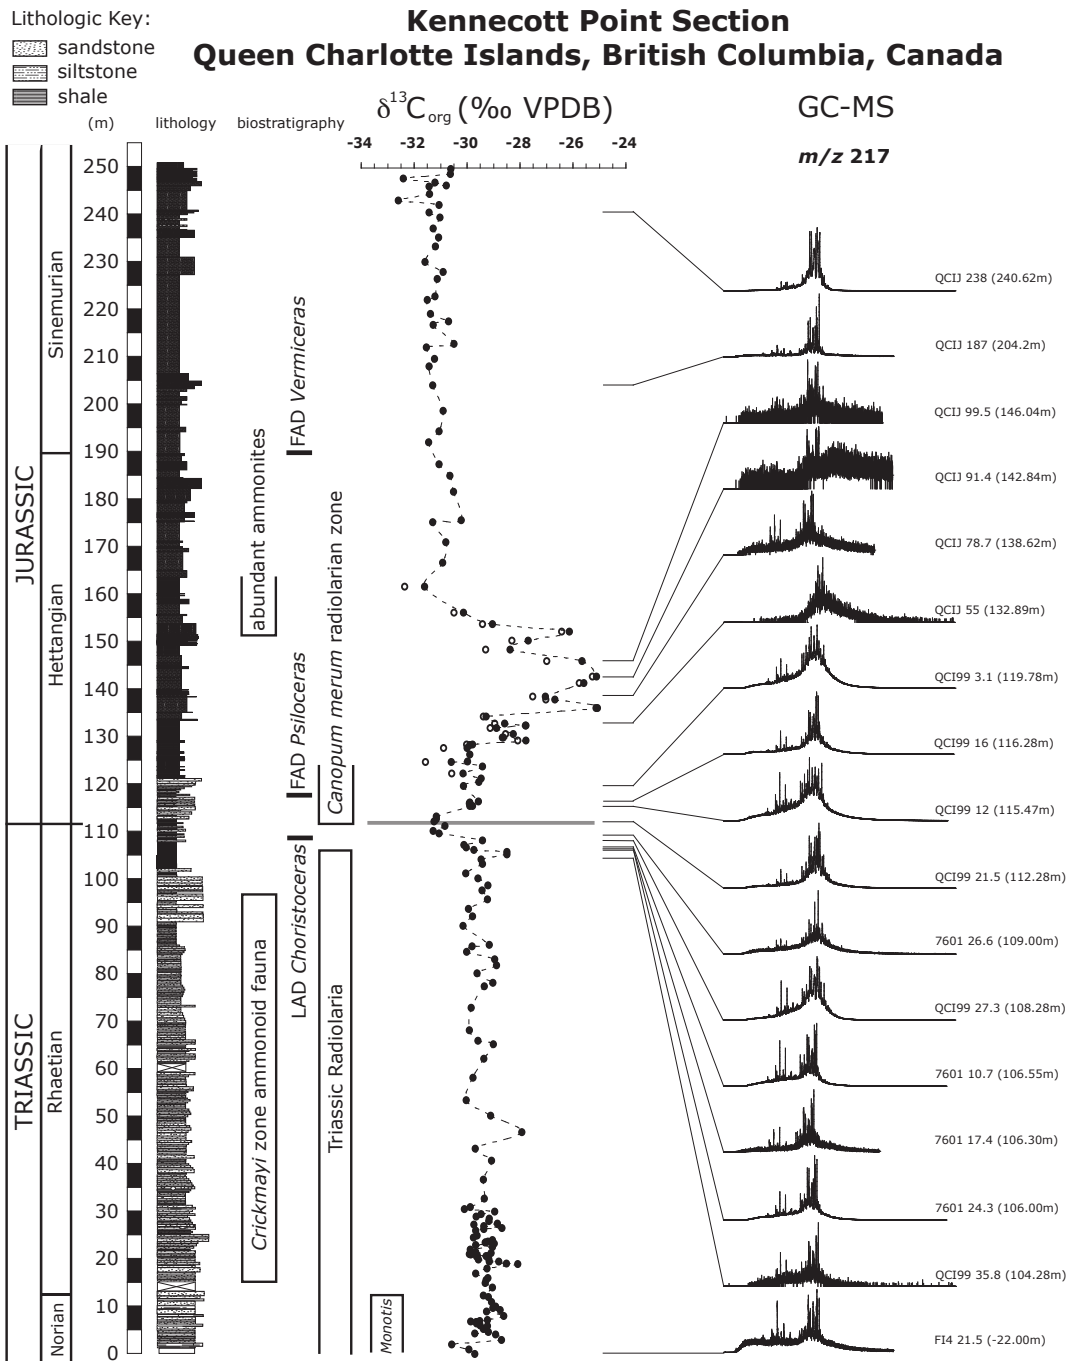 Lithologic Key:
sandstone
siltstone
shale
Kennecott Point Section
Queen Charlotte Islands, British Columbia, Canada
(m)
lithology
biostratigraphy
δ13Corg (‰ VPDB)
GC-MS
m/z 217
-34 -32 -30 -28 -26 -24
250
240
230
220
210
200
190
180
170
160
150
140
130
120
110
100
90
80
70
60
50
40
30
20
10
0
JURASSIC
TRIASSIC
Sinemurian
Hettangian
Rhaetian
Norian
abundant ammonites
Crickmayi zone ammonoid fauna
FAD Vermiceras
FAD Psiloceras
LAD Choristoceras
Canopum merum radiolarian zone
Triassic Radiolaria
Monotis
QCIJ 238 (240.62m)
QCIJ 187 (204.2m)
QCIJ 99.5 (146.04m)
QCIJ 91.4 (142.84m)
QCIJ 78.7 (138.62m)
QCIJ 55 (132.89m)
QCI99 3.1 (119.78m)
QCI99 16 (116.28m)
QCI99 12 (115.47m)
QCI99 21.5 (112.28m)
7601 26.6 (109.00m)
QCI99 27.3 (108.28m)
7601 10.7 (106.55m)
7601 17.4 (106.30m)
7601 24.3 (106.00m)
QCI99 35.8 (104.28m)
FI4 21.5 (-22.00m)